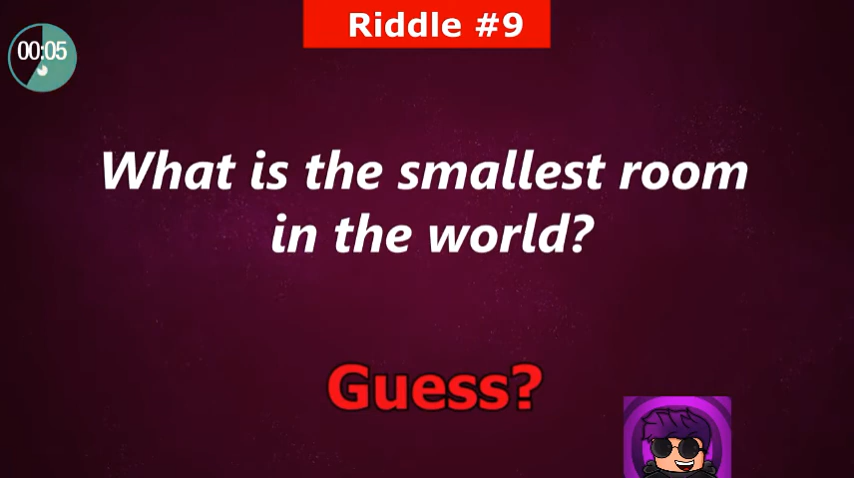 Riddle #9
00:05
What is the smallest room
in the world?
Guess?